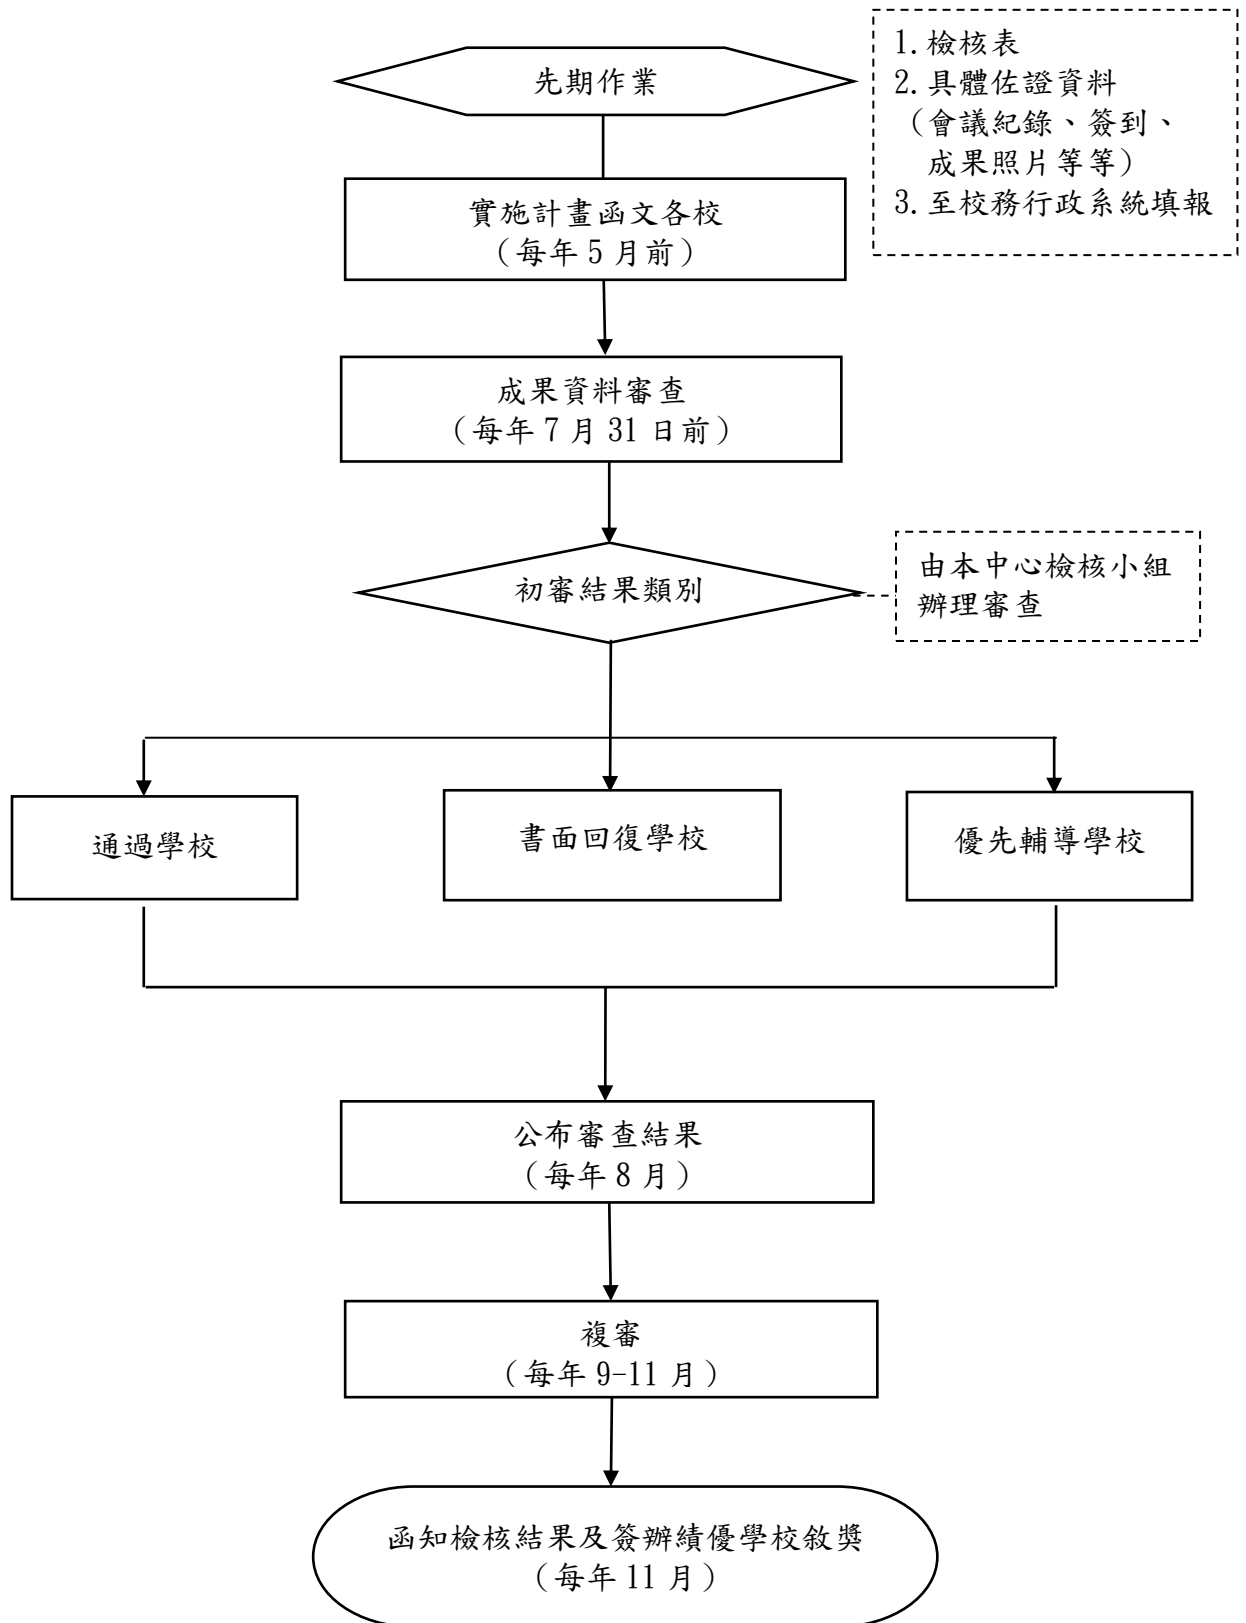 先期作業
1.檢核表
2.具體佐證資料
（會議紀錄、簽到、
成果照片等等）
3.至校務行政系統填報
實施計畫函文各校
（每年5月前）
成果資料審查
（每年7月31日前）
初審結果類別
由本中心檢核小組
辦理審查
通過學校
書面回復學校
優先輔導學校
公布審查結果
（每年8月）
複審
（每年9-11月）
函知檢核結果及簽辦績優學校敘獎
（每年11月）